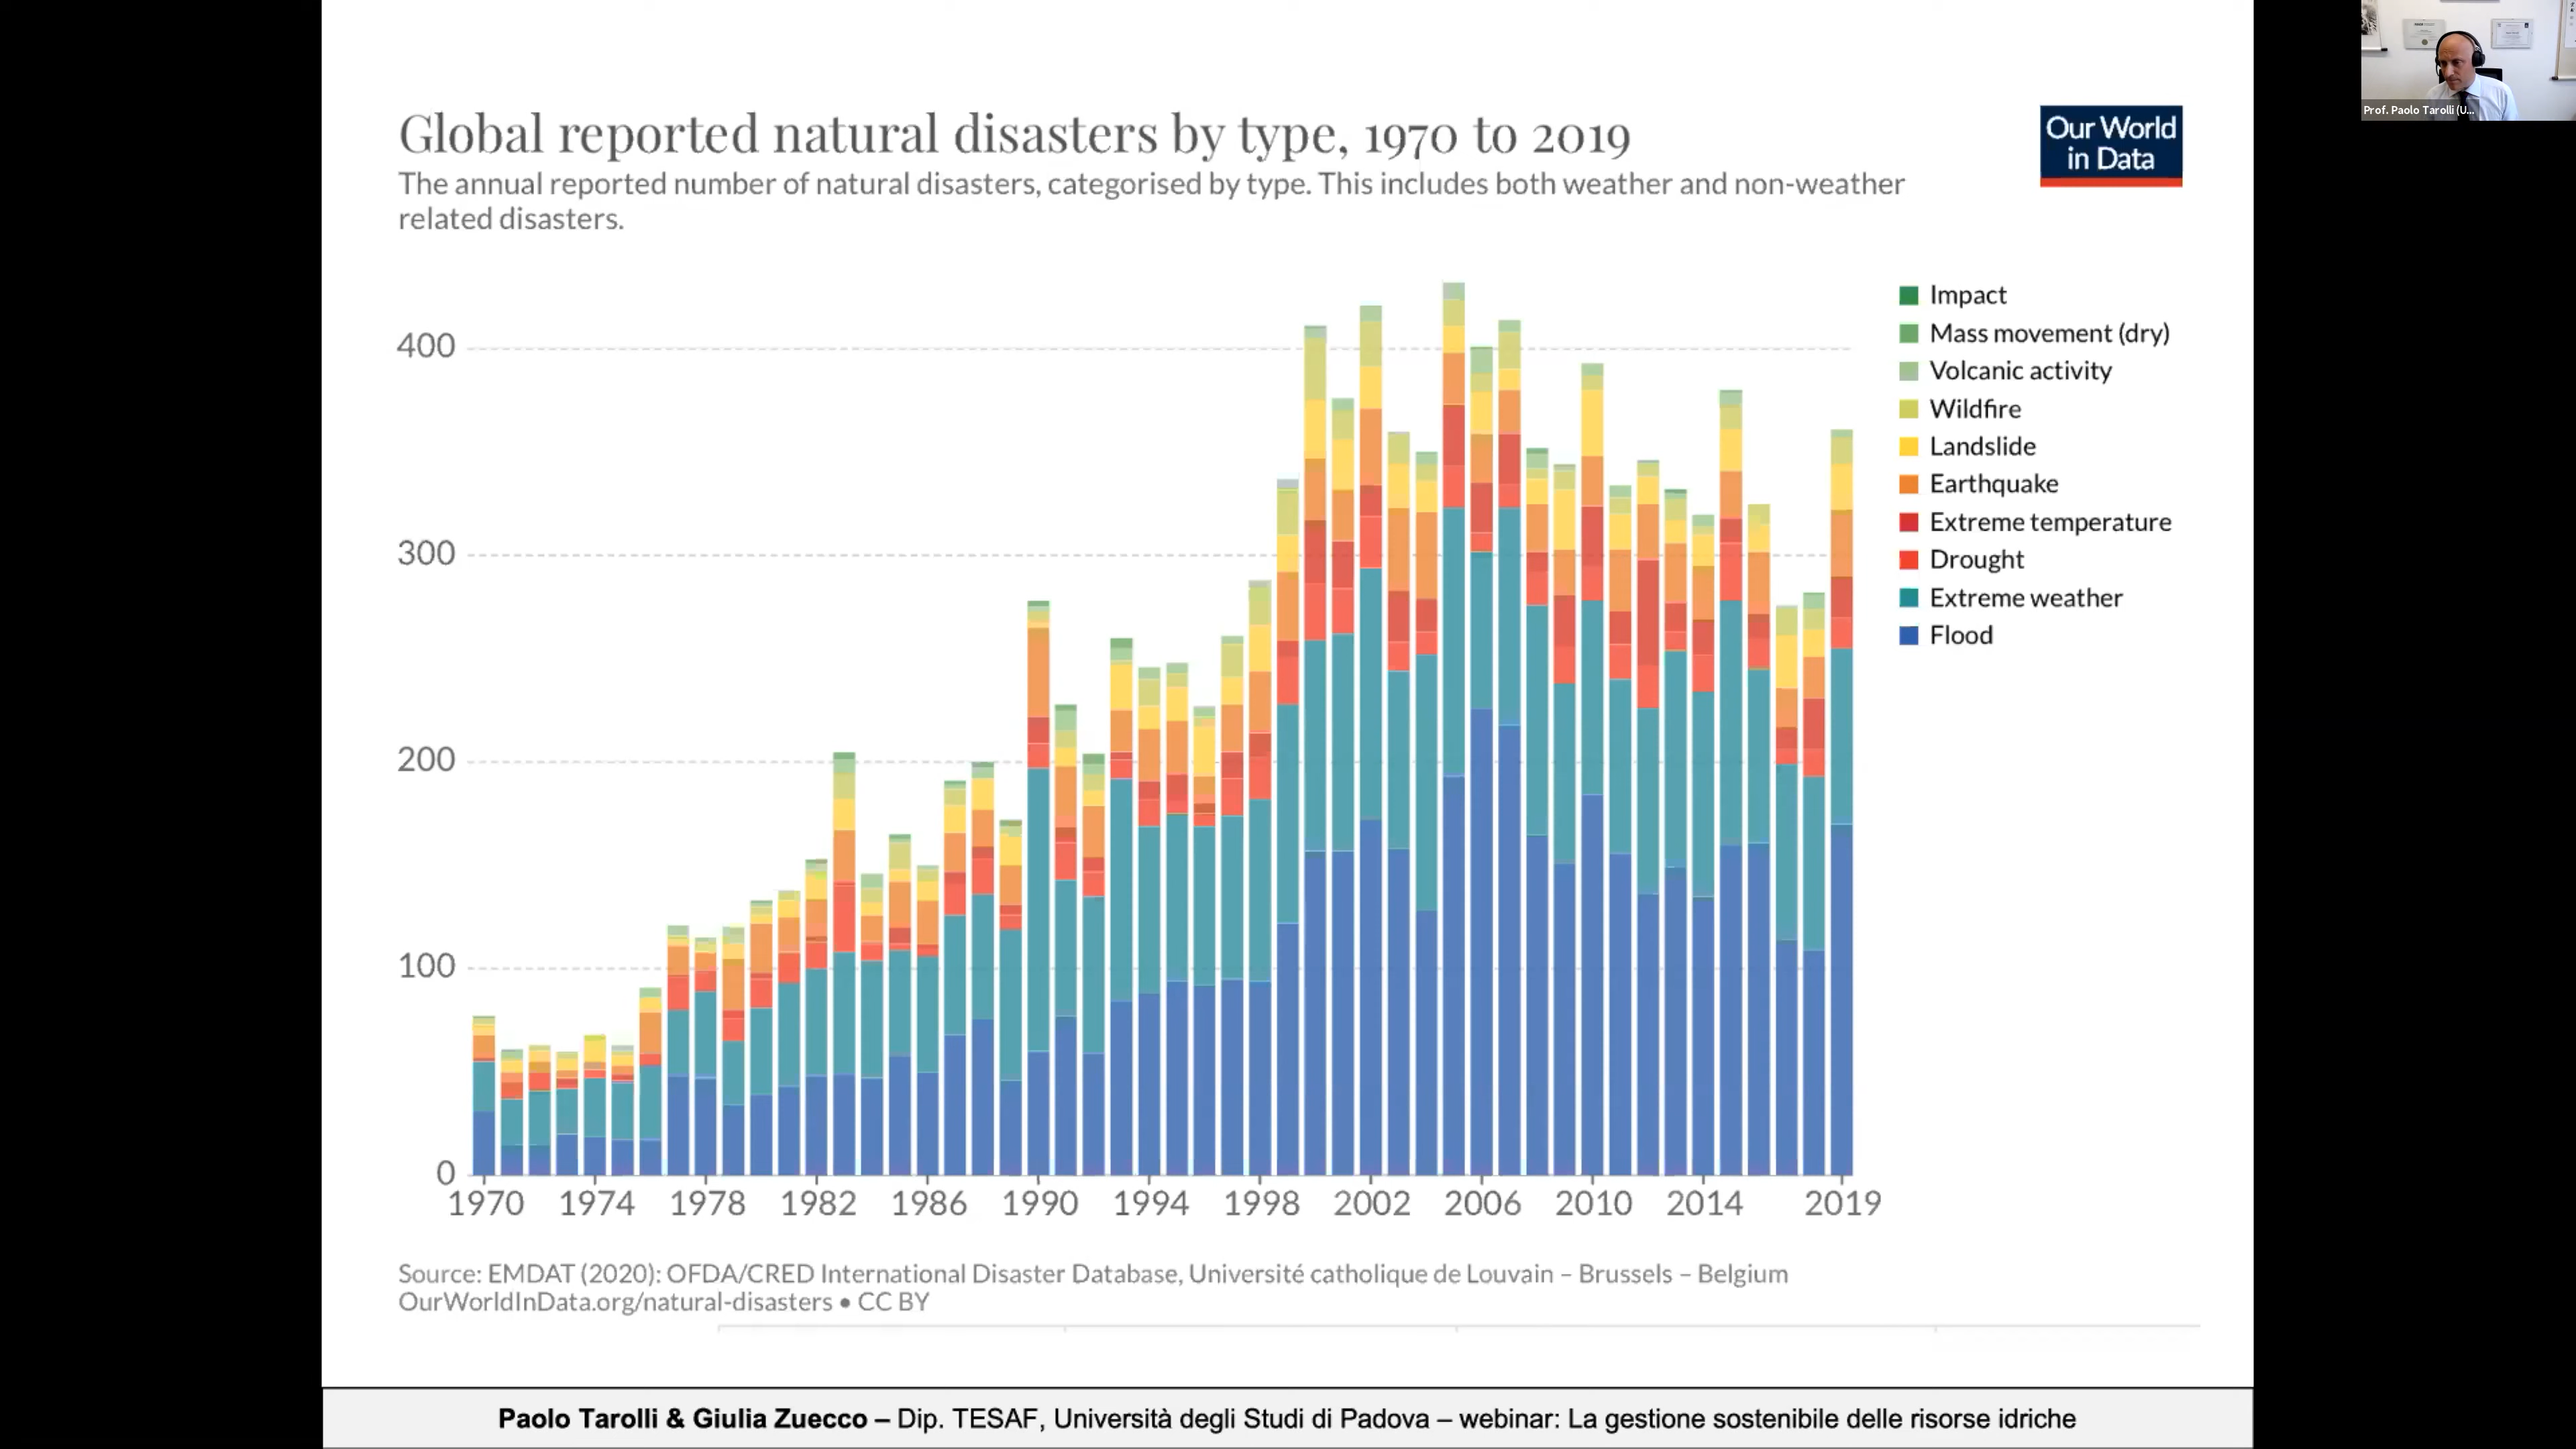 Global reported natural disasters by type, 1970 to 2019
The annual reported number of natural disasters, categorised by type. This includes both weather and non-weather
related disasters.
Our World
in Data
Prof. Paolo Tarolli (U...
Impact
Mass movement (dry)
Volcanic activity
Wildfire
Landslide
Earthquake
Extreme temperature
Drought
Extreme weather
Flood
400
300
200
100
0
1970 1974 1978 1982 1986 1990 1994 1998 2002 2006 2010 2014 2019
Source: EMDAT (2020): OFDA/CRED International Disaster Database, Université catholique de Louvain – Brussels – Belgium
OurWorldInData.org/natural-disasters • CC BY
Paolo Tarolli & Giulia Zuecco – Dip. TESAF, Università degli Studi di Padova – webinar: La gestione sostenibile delle risorse idriche